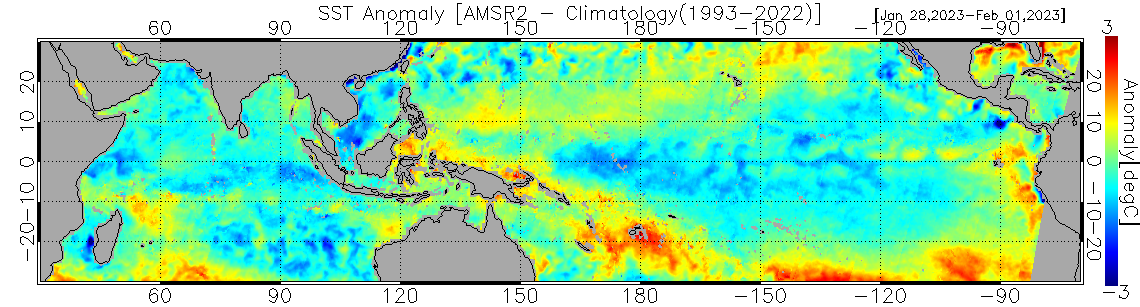 SST Anomaly [AMSR2 - Climatology(1993-2022)]
[Jan 28,2023-Feb 01,2023]
60 90 120 150 180 -150 -120 -90 3
20 20
10 10
0 0
-10 -10
-20 -20
Anomaly[degC]
60 90 120 150 180 -150 -120 -90 -3